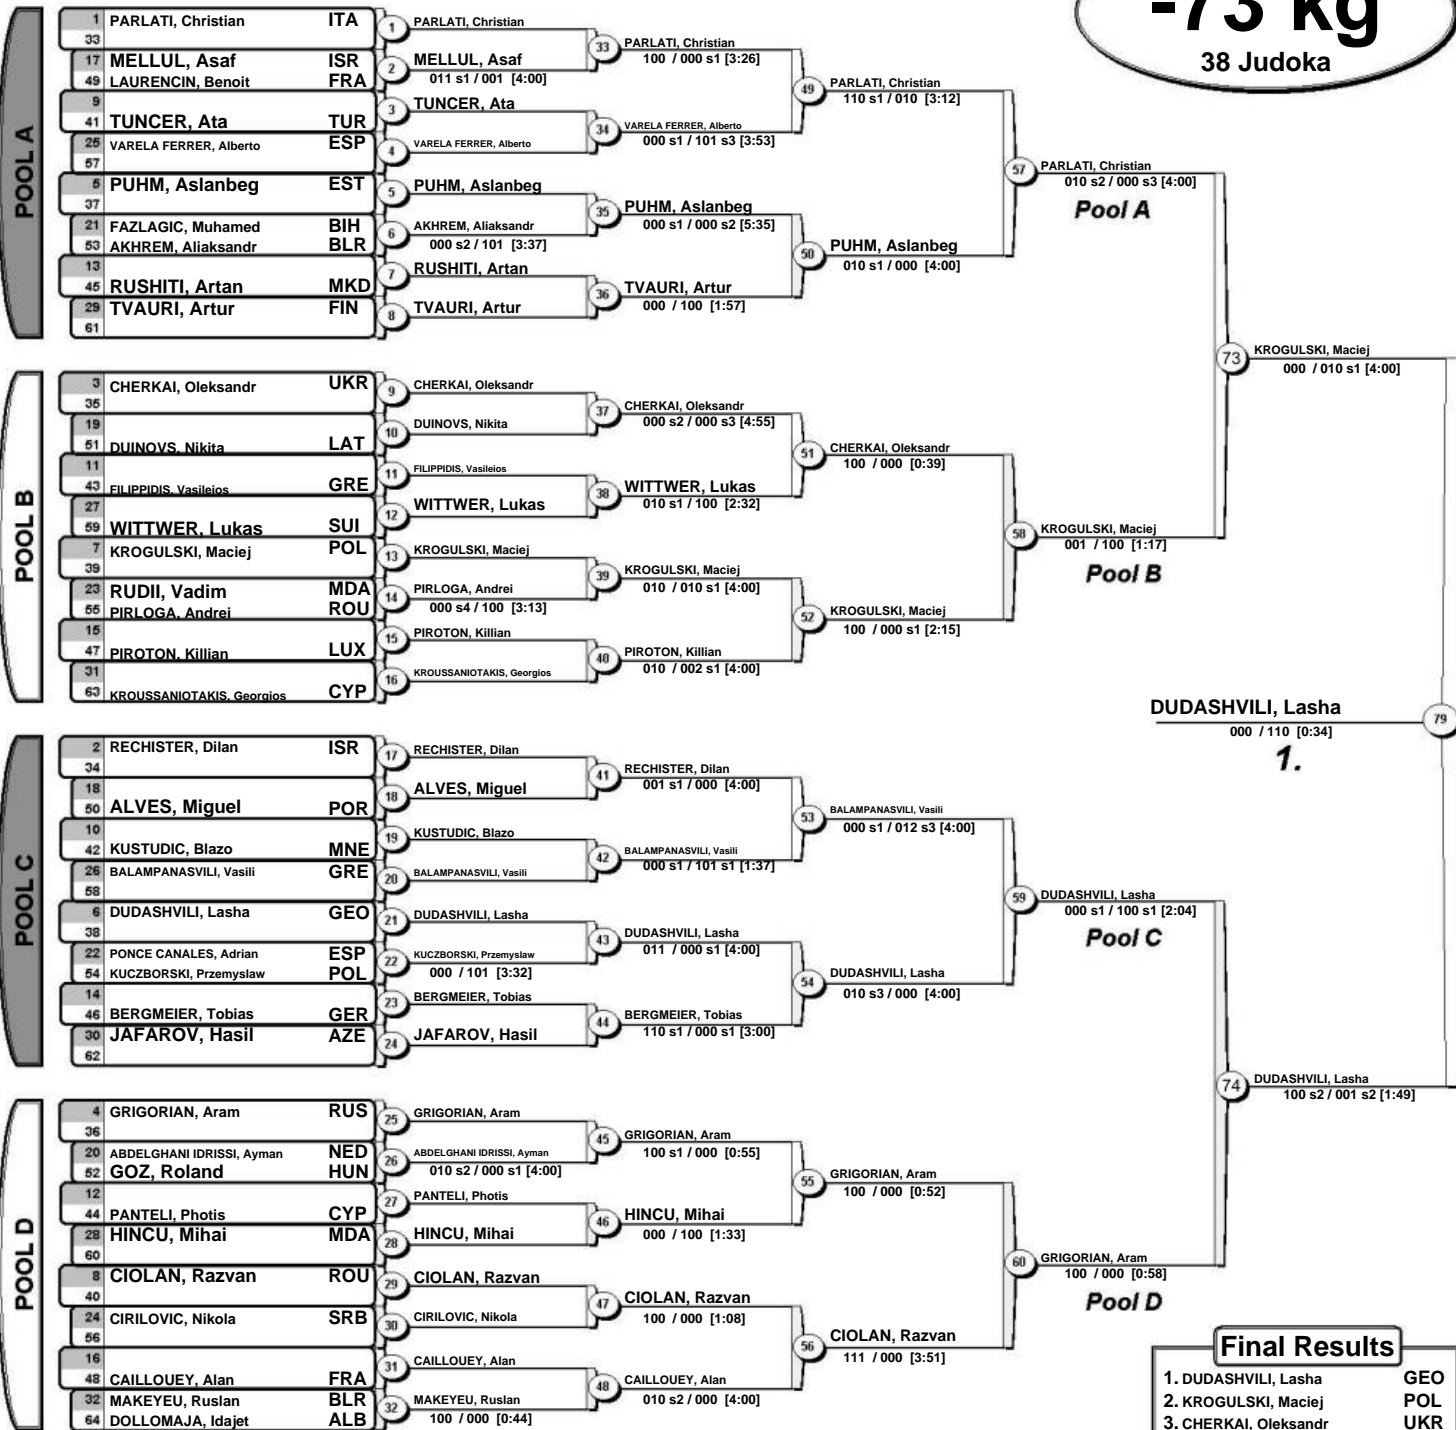 -73 kg
38 Judoka
POOL A
1 PARLATI, Christian ITA
33
17 MELLUL, Asaf ISR
49 LAURENCIN, Benoit FRA
9
41 TUNCER, Ata TUR
25 VARELA FERRER, Alberto ESP
57
5 PUHM, Aslanbeg EST
37
21 FAZLAGIC, Muhamed BIH
53 AKHREM, Aliaksandr BLR
13
45 RUSHITI, Artan MKD
29 TVAURI, Artur FIN
61
1 PARLATI, Christian
2 MELLUL, Asaf
011 s1 / 001 [4:00]
3 TUNCER, Ata
4 VARELA FERRER, Alberto
5 PUHM, Aslanbeg
6 AKHREM, Aliaksandr
000 s2 / 101 [3:37]
7 RUSHITI, Artan
8 TVAURI, Artur
33 PARLATI, Christian
100 / 000 s1 [3:26]
34 VARELA FERRER, Alberto
000 s1 / 101 s3 [3:53]
35 PUHM, Aslanbeg
000 s1 / 000 s2 [5:35]
36 TVAURI, Artur
000 / 100 [1:57]
49 PARLATI, Christian
110 s1 / 010 [3:12]
50 PUHM, Aslanbeg
010 s1 / 000 [4:00]
57 PARLATI, Christian
010 s2 / 000 s3 [4:00]
Pool A
POOL B
3 CHERKAI, Oleksandr UKR
35
19
51 DUINOVS, Nikita LAT
11
43 FILIPPIDIS, Vasileios GRE
27
59 WITTWER, Lukas SUI
7 KROGULSKI, Maciej POL
39
23 RUDII, Vadim MDA
55 PIRLOGA, Andrei ROU
15
47 PIROTON, Killian LUX
31
63 KROUSSANIOTAKIS, Georgios CYP
9 CHERKAI, Oleksandr
10 DUINOVS, Nikita
11 FILIPPIDIS, Vasileios
12 WITTWER, Lukas
13 KROGULSKI, Maciej
14 PIRLOGA, Andrei
000 s4 / 100 [3:13]
15 PIROTON, Killian
16 KROUSSANIOTAKIS, Georgios
37 CHERKAI, Oleksandr
000 s2 / 000 s3 [4:55]
38 WITTWER, Lukas
010 s1 / 100 [2:32]
39 KROGULSKI, Maciej
010 / 010 s1 [4:00]
40 PIROTON, Killian
010 / 002 s1 [4:00]
51 CHERKAI, Oleksandr
100 / 000 [0:39]
52 KROGULSKI, Maciej
100 / 000 s1 [2:15]
58 KROGULSKI, Maciej
001 / 100 [1:17]
Pool B
73 KROGULSKI, Maciej
000 / 010 s1 [4:00]
DUDASHVILI, Lasha 79
000 / 110 [0:34]
1.
POOL C
2 RECHISTER, Dilan ISR
34
18
50 ALVES, Miguel POR
10
42 KUSTUDIC, Blazo MNE
26 BALAMPANASVILI, Vasili GRE
58
6 DUDASHVILI, Lasha GEO
38
22 PONCE CANALES, Adrian ESP
54 KUCZBORSKI, Przemyslaw POL
14
46 BERGMEIER, Tobias GER
30 JAFAROV, Hasil AZE
62
17 RECHISTER, Dilan
18 ALVES, Miguel
19 KUSTUDIC, Blazo
20 BALAMPANASVILI, Vasili
21 DUDASHVILI, Lasha
22 KUCZBORSKI, Przemyslaw
000 / 101 [3:32]
23 BERGMEIER, Tobias
24 JAFAROV, Hasil
41 RECHISTER, Dilan
001 s1 / 000 [4:00]
42 BALAMPANASVILI, Vasili
000 s1 / 101 s1 [1:37]
43 DUDASHVILI, Lasha
011 / 000 s1 [4:00]
44 BERGMEIER, Tobias
110 s1 / 000 s1 [3:00]
53 BALAMPANASVILI, Vasili
000 s1 / 012 s3 [4:00]
54 DUDASHVILI, Lasha
010 s3 / 000 [4:00]
59 DUDASHVILI, Lasha
000 s1 / 100 s1 [2:04]
Pool C
74 DUDASHVILI, Lasha
100 s2 / 001 s2 [1:49]
POOL D
4 GRIGORIAN, Aram RUS
36
20 ABDELGHANI IDRISSI, Ayman NED
52 GOZ, Roland HUN
12
44 PANTELI, Photis CYP
28 HINCU, Mihai MDA
60
8 CIOLAN, Razvan ROU
40
24 CIRILOVIC, Nikola SRB
56
16
48 CAILLOUEY, Alan FRA
32 MAKEYEU, Ruslan BLR
64 DOLLOMAJA, Idajet ALB
25 GRIGORIAN, Aram
26 ABDELGHANI IDRISSI, Ayman
010 s2 / 000 s1 [4:00]
27 PANTELI, Photis
28 HINCU, Mihai
29 CIOLAN, Razvan
30 CIRILOVIC, Nikola
31 CAILLOUEY, Alan
32 MAKEYEU, Ruslan
100 / 000 [0:44]
45 GRIGORIAN, Aram
100 s1 / 000 [0:55]
46 HINCU, Mihai
000 / 100 [1:33]
47 CIOLAN, Razvan
100 / 000 [1:08]
48 CAILLOUEY, Alan
010 s2 / 000 [4:00]
55 GRIGORIAN, Aram
100 / 000 [0:52]
56 CIOLAN, Razvan
111 / 000 [3:51]
60 GRIGORIAN, Aram
100 / 000 [0:58]
Pool D
Final Results
1. DUDASHVILI, Lasha GEO
2. KROGULSKI, Maciej POL
3. CHERKAI, Oleksandr UKR